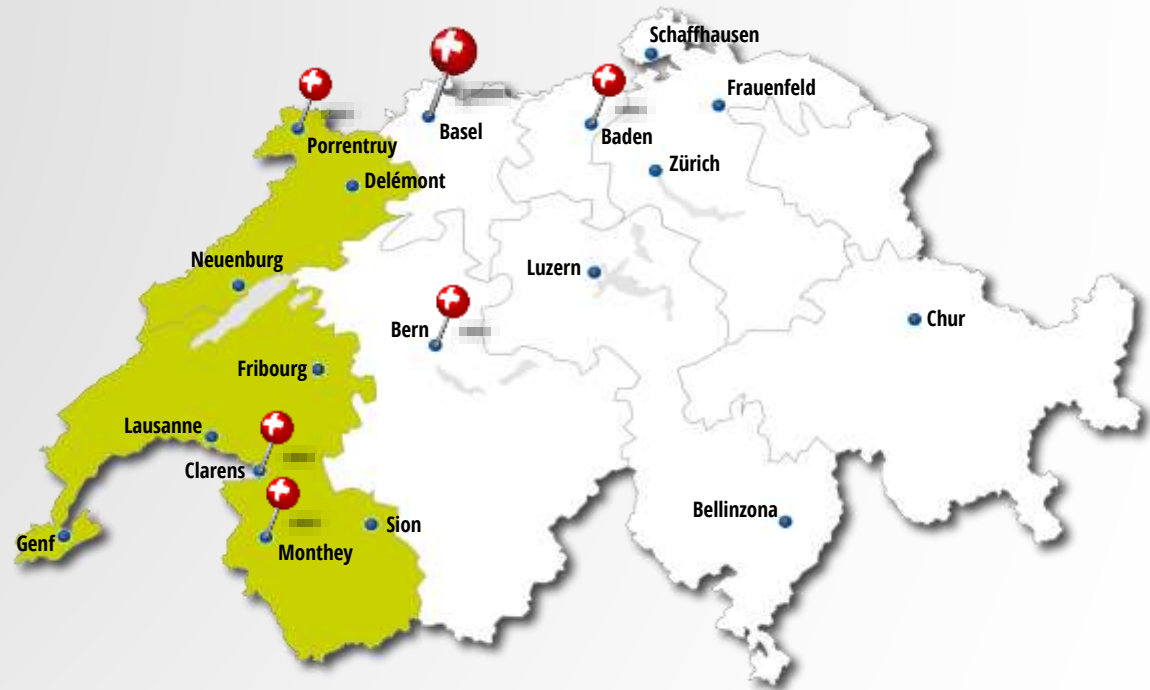 Schaffhausen
Frauenfeld
Basel
Baden
Porrentruy
Zürich
Delémont
Neuenburg
Luzern
Chur
Bern
Fribourg
Lausanne
Clarens
Bellinzona
Sion
Genf
Monthey